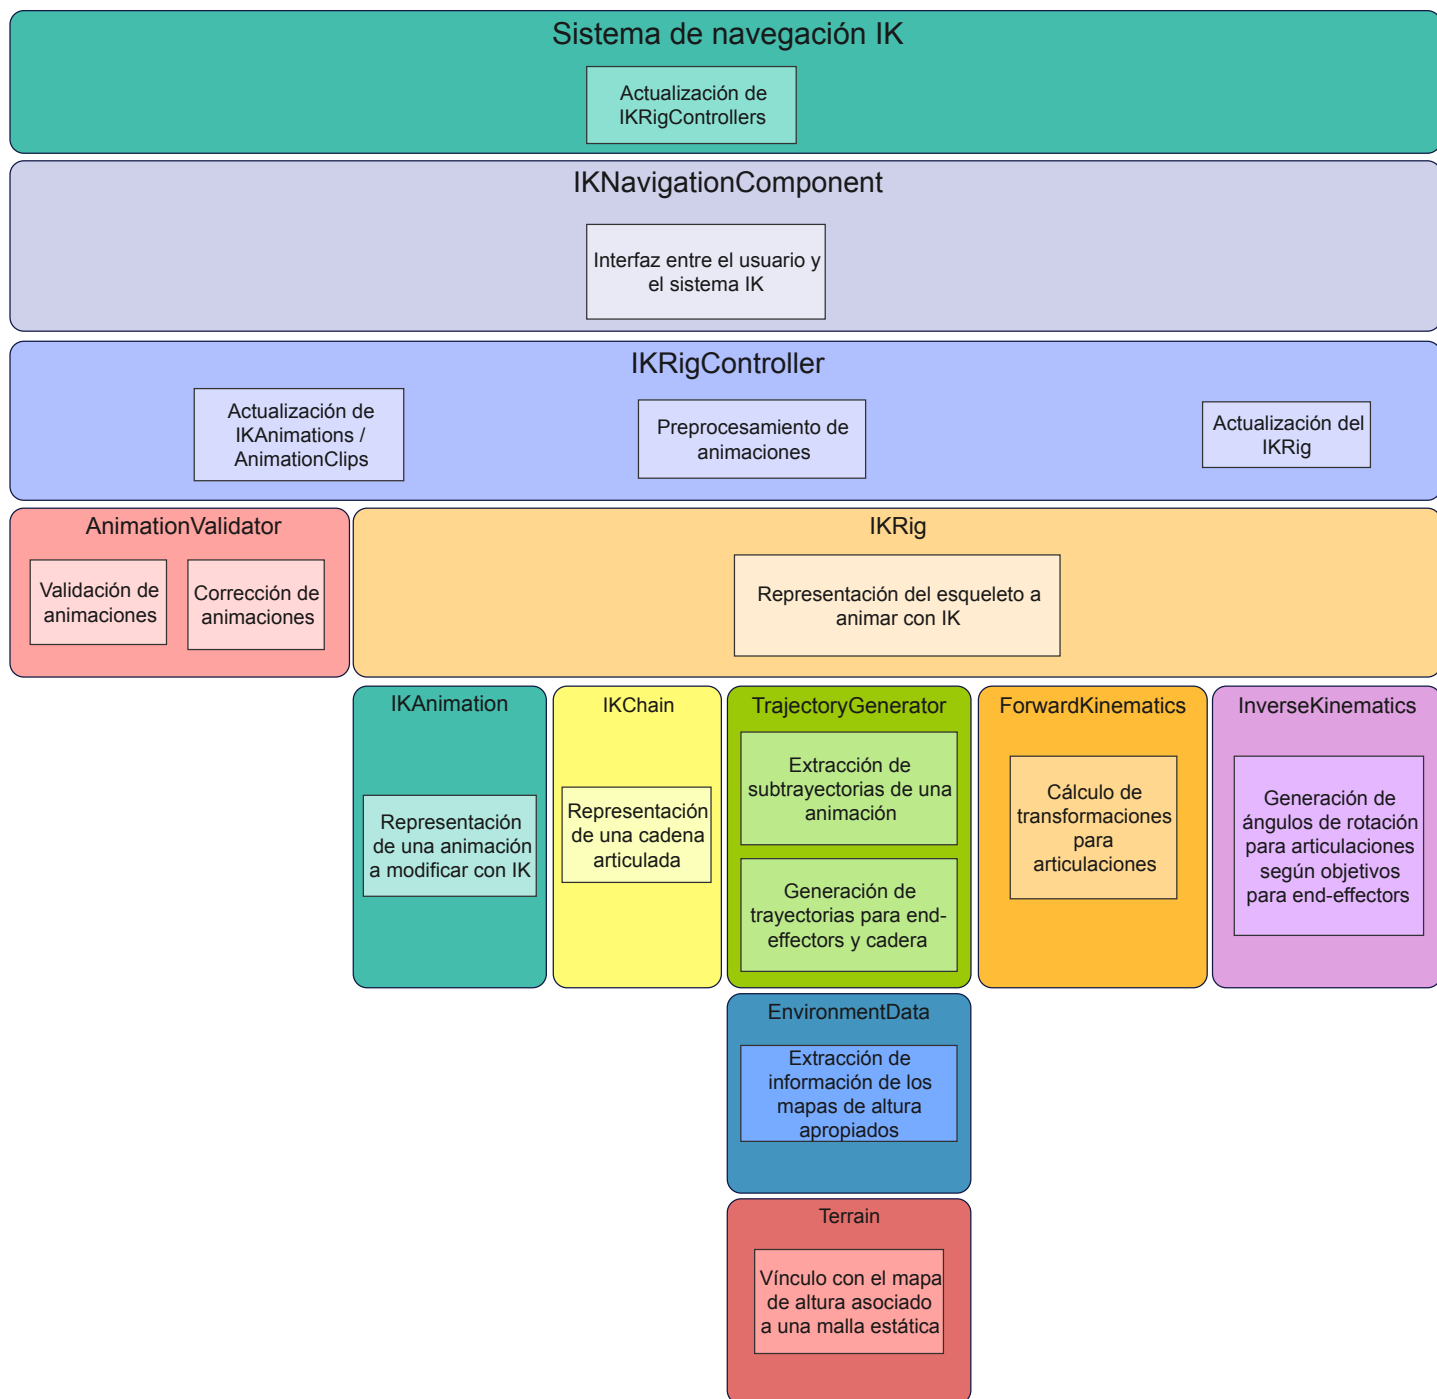 Sistema de navegación IK
Actualización de
IKRigControllers
IKNavigationComponent
Interfaz entre el usuario y
el sistema IK
IKRigController
Actualización de
IKAnimations /
AnimationClips
Preprocesamiento de
animaciones
Actualización del
IKRig
AnimationValidator
Validación de
animaciones
Corrección de
animaciones
IKRig
Representación del esqueleto a
animar con IK
IKAnimation
Representación
de una animación
a modificar con IK
IKChain
Representación
de una cadena
articulada
TrajectoryGenerator
Extracción de
subtrayectorias de una
animación
Generación de
trayectorias para end-
effectors y cadera
ForwardKinematics
Cálculo de
transformaciones
para
articulaciones
InverseKinematics
Generación de
ángulos de rotación
para articulaciones
según objetivos
para end-effectors
EnvironmentData
Extracción de
información de los
mapas de altura
apropiados
Terrain
Vínculo con el mapa
de altura asociado
a una malla estática